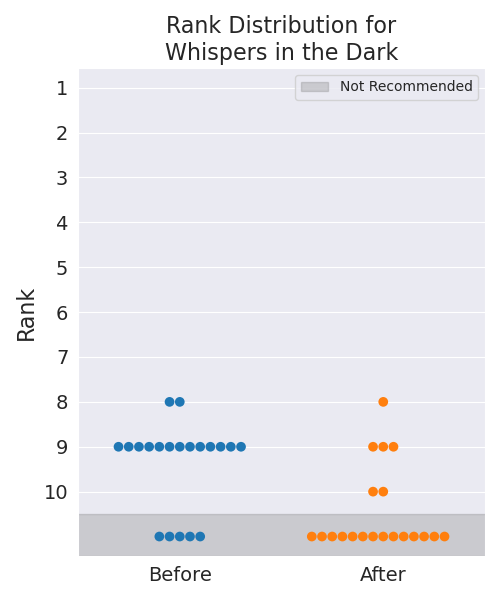 Rank Distribution for
Whispers in the Dark
Not Recommended
1
2
3
4
5
6
7
8
9
10
Rank
Before
After